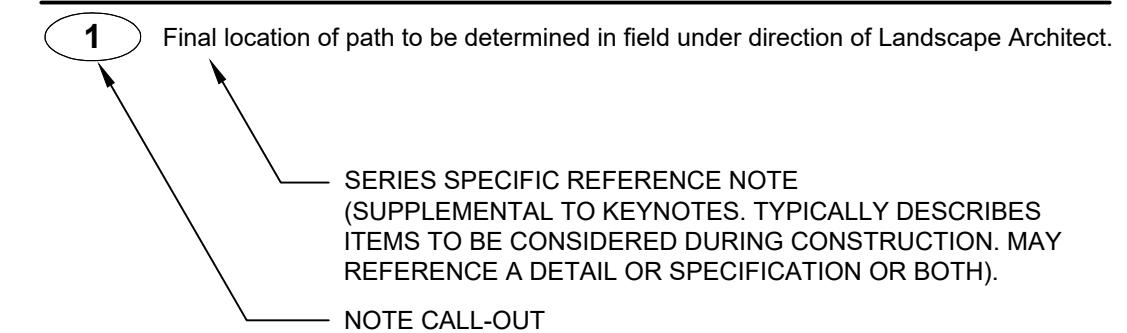 1 Final location of path to be determined in field under direction of Landscape Architect.
SERIES SPECIFIC REFERENCE NOTE
(SUPPLEMENTAL TO KEYNOTES. TYPICALLY DESCRIBES
ITEMS TO BE CONSIDERED DURING CONSTRUCTION. MAY
REFERENCE A DETAIL OR SPECIFICATION OR BOTH).
NOTE CALL-OUT